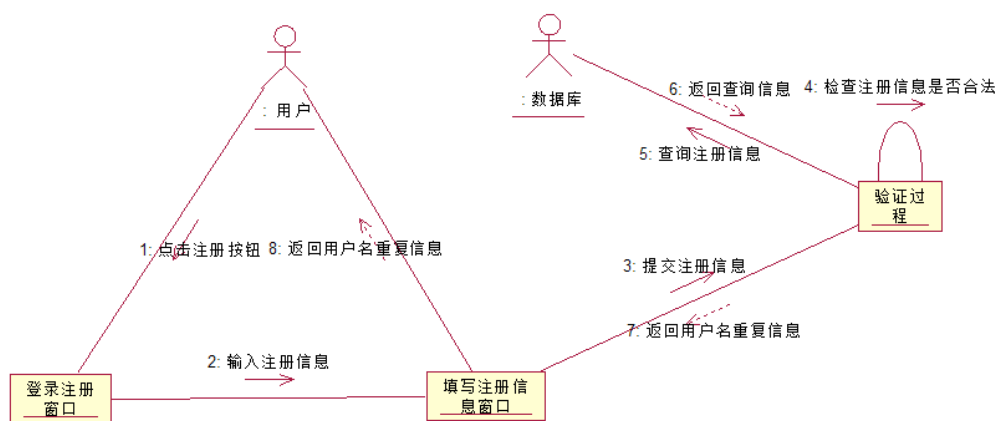 : 用户
: 数据库
6: 返回查询信息
4: 检查注册信息是否合法
5: 查询注册信息
验证过
程
1: 点击注册按钮
8: 返回用户名重复信息
3: 提交注册信息
7: 返回用户名重复信息
2: 输入注册信息
登录注册
窗口
填写注册信
息窗口